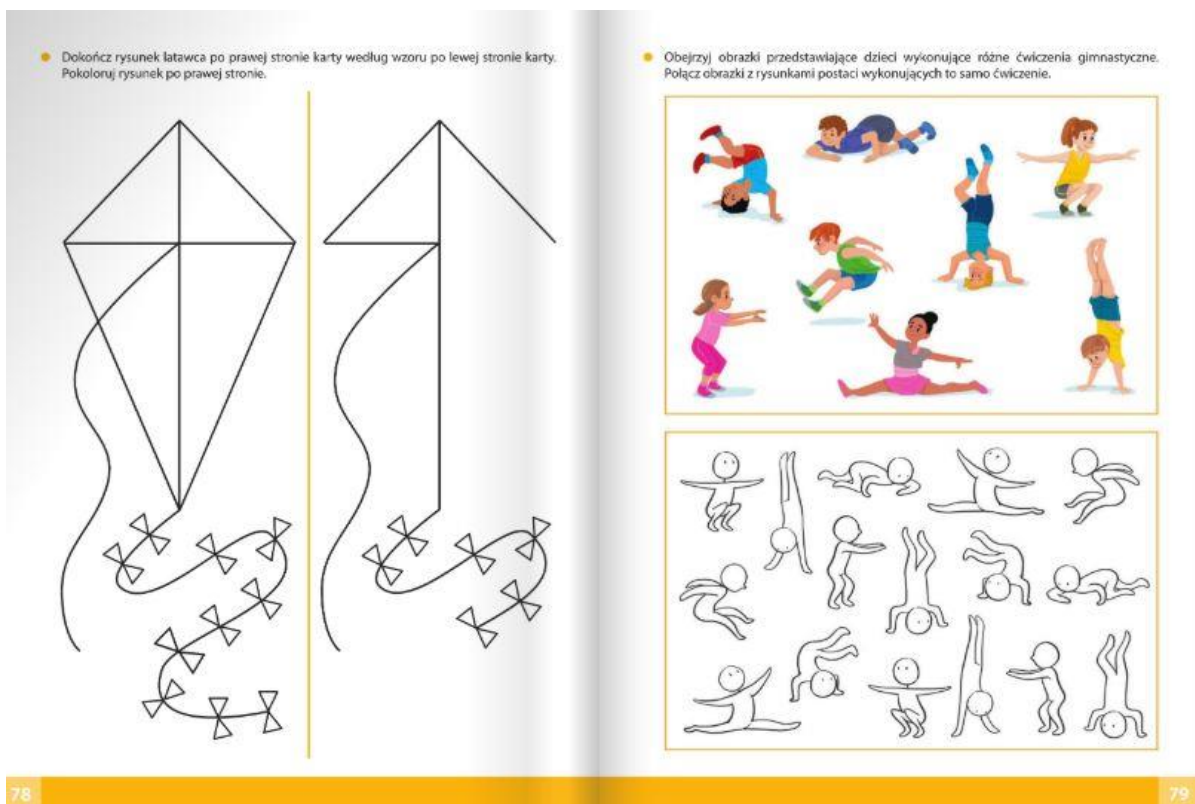 Dokończ rysunek latawca po prawej stronie karty według wzoru po lewej stronie karty.
Pokoloruj rysunek po prawej stronie.
Obejrzyj obrazki przedstawiające dzieci wykonujące różne ćwiczenia gimnastyczne.
Połącz obrazki z rysunkami postaci wykonujących to samo ćwiczenie.
78
79